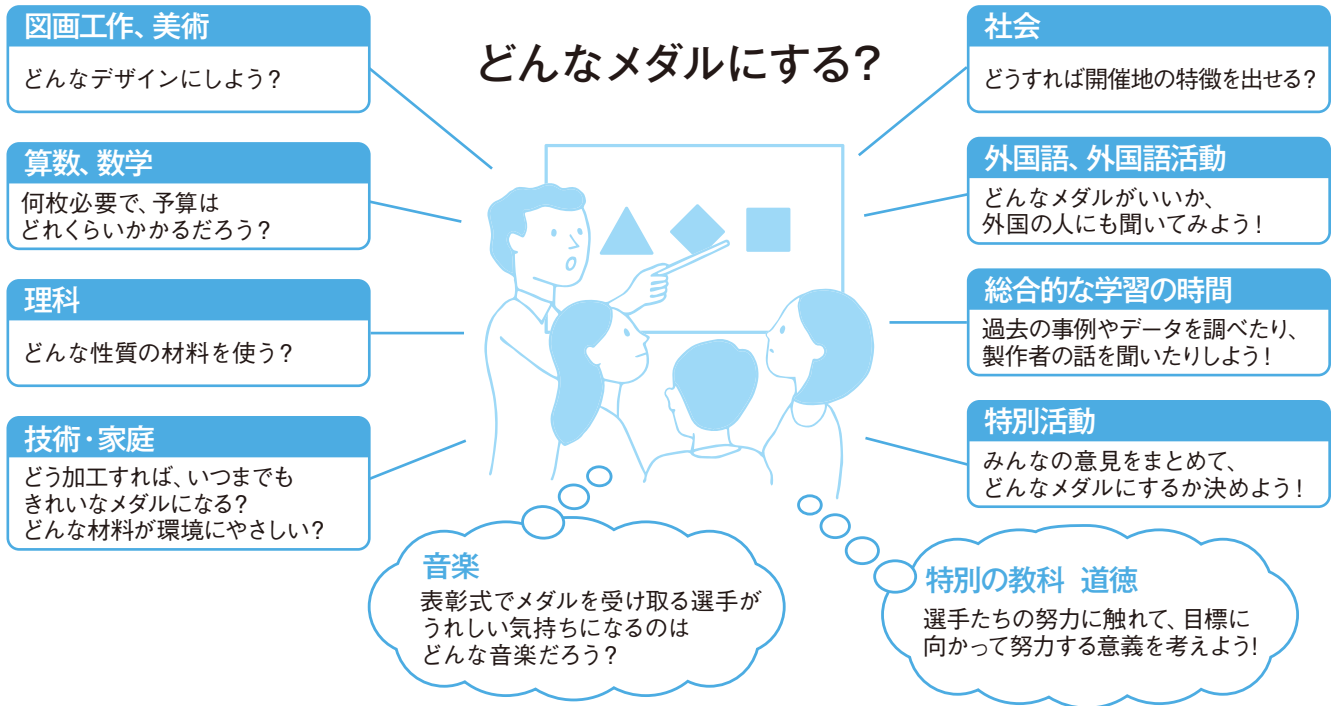 どんなメダルにする?
図画工作、美術
どんなデザインにしよう?
算数、数学
何枚必要で、予算は
どれくらいかかるだろう?
理科
どんな性質の材料を使う?
技術・家庭
どう加工すれば、いつまでも
きれいなメダルになる?
どんな材料が環境にやさしい?
社会
どうすれば開催地の特徴を出せる?
外国語、外国語活動
どんなメダルがいいか、
外国の人にも聞いてみよう!
総合的な学習の時間
過去の事例やデータを調べたり、
製作者の話を聞いたりしよう!
特別活動
みんなの意見をまとめて、
どんなメダルにするか決めよう!
音楽
表彰式でメダルを受け取る選手が
うれしい気持ちになるのは
どんな音楽だろう?
特別の教科 道徳
選手たちの努力に触れて、目標に
向かって努力する意義を考えよう!